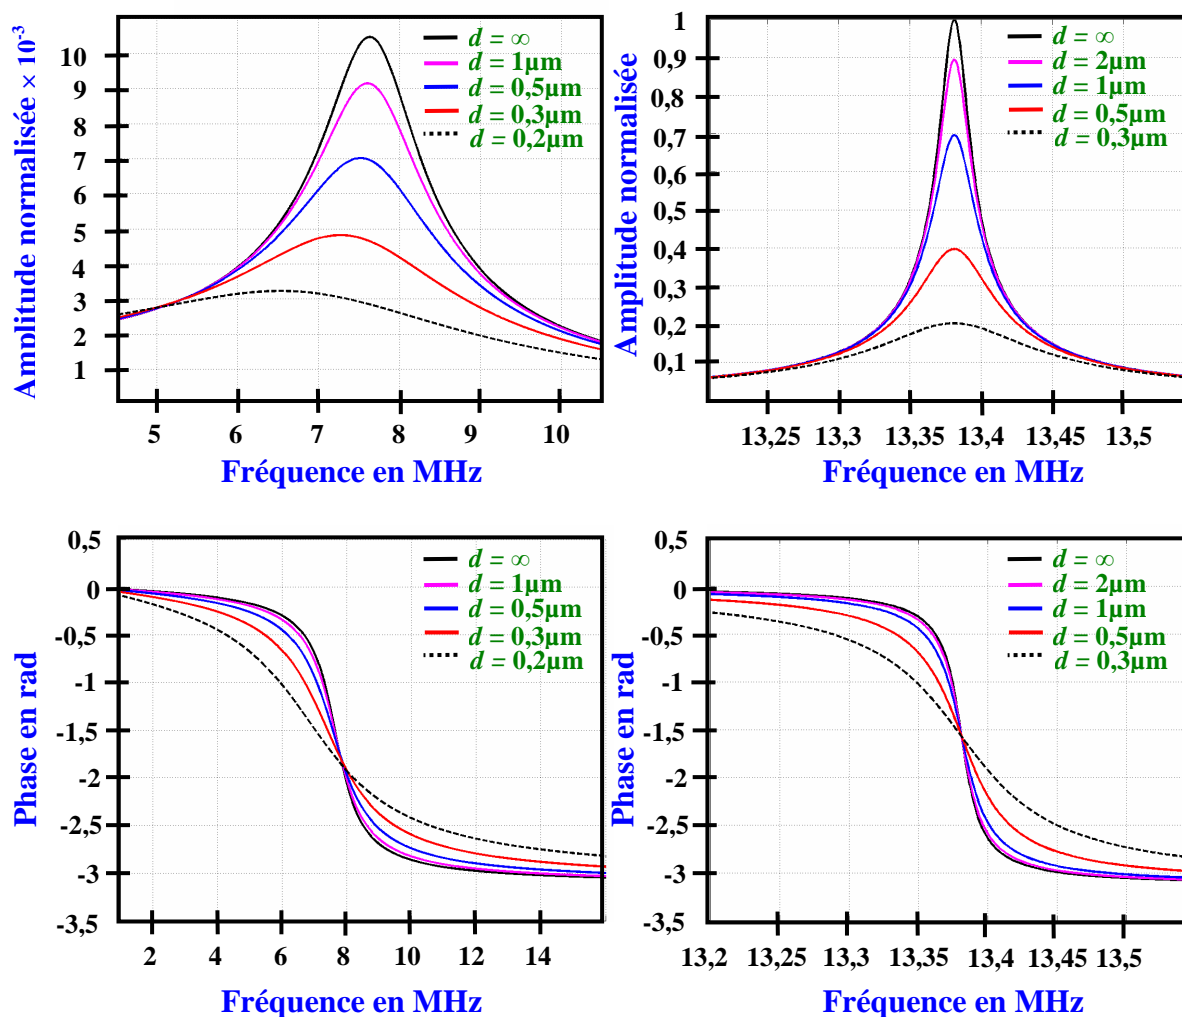 Amplitude normalisée × 10⁻³
10
9
8
7
6
5
4
3
2
1
d = ∞
d = 1µm
d = 0,5µm
d = 0,3µm
d = 0,2µm
5 6 7 8 9 10
Fréquence en MHz
Amplitude normalisée
1
0,9
0,8
0,7
0,6
0,5
0,4
0,3
0,2
0,1
d = ∞
d = 2µm
d = 1µm
d = 0,5µm
d = 0,3µm
13,25 13,3 13,35 13,4 13,45 13,5
Fréquence en MHz
Phase en rad
0,5
0
-0,5
-1
-1,5
-2
-2,5
-3
-3,5
d = ∞
d = 1µm
d = 0,5µm
d = 0,3µm
d = 0,2µm
2 4 6 8 10 12 14
Fréquence en MHz
Phase en rad
0,5
0
-0,5
-1
-1,5
-2
-2,5
-3
-3,5
d = ∞
d = 2µm
d = 1µm
d = 0,5µm
d = 0,3µm
13,2 13,25 13,3 13,35 13,4 13,45 13,5
Fréquence en MHz